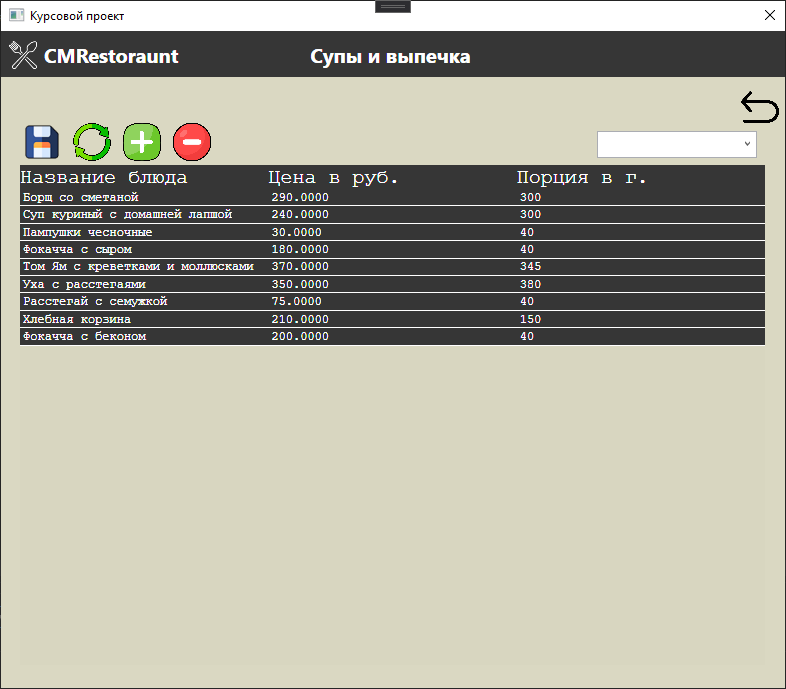 Курсовой проект
CMRestoraunt Супы и выпечка
Название блюда Цена в руб. Порция в г.
Борщ со сметаной 290.0000 300
Суп куриный с домашней лапшой 240.0000 300
Пампушки чесночные 30.0000 40
Фокачча с сыром 180.0000 40
Том Ям с креветками и моллюсками 370.0000 345
Уха с расстегаями 350.0000 380
Расстегай с семужкой 75.0000 40
Хлебная корзина 210.0000 150
Фокачча с беконом 200.0000 40